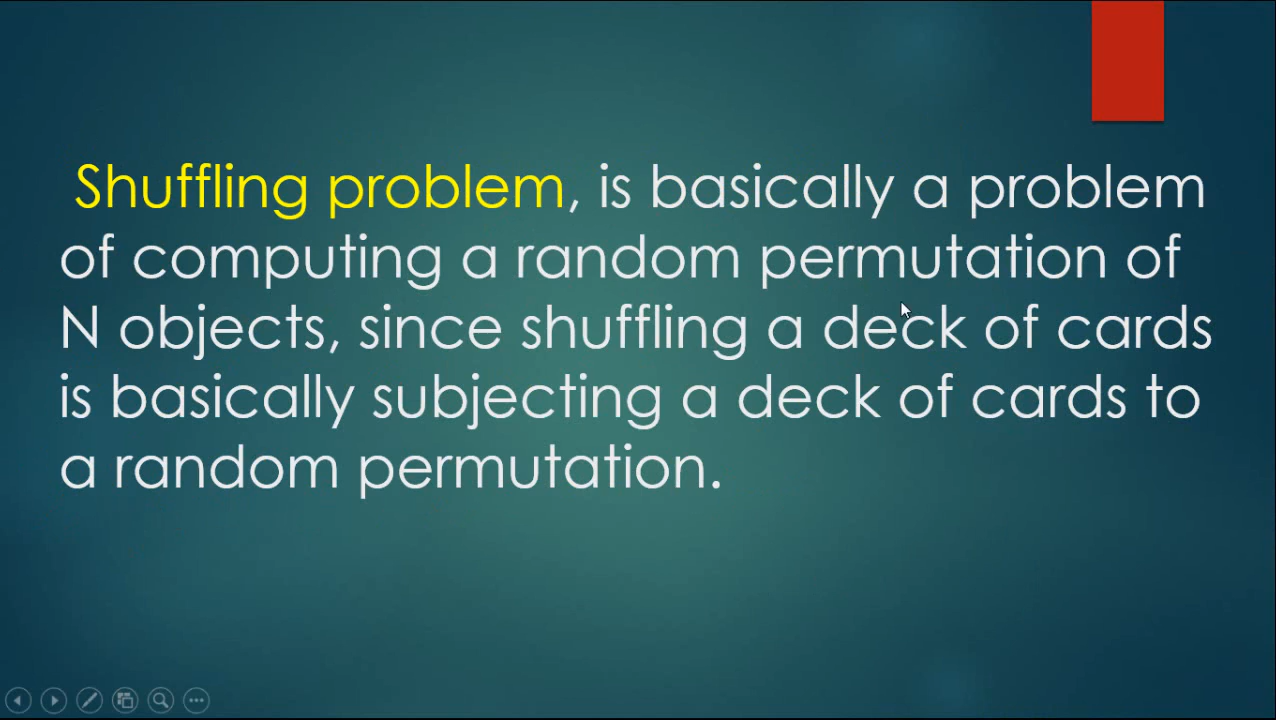 Shuffling problem, is basically a problem
of computing a random permutation of
N objects, since shuffling a deck of cards
is basically subjecting a deck of cards to
a random permutation.